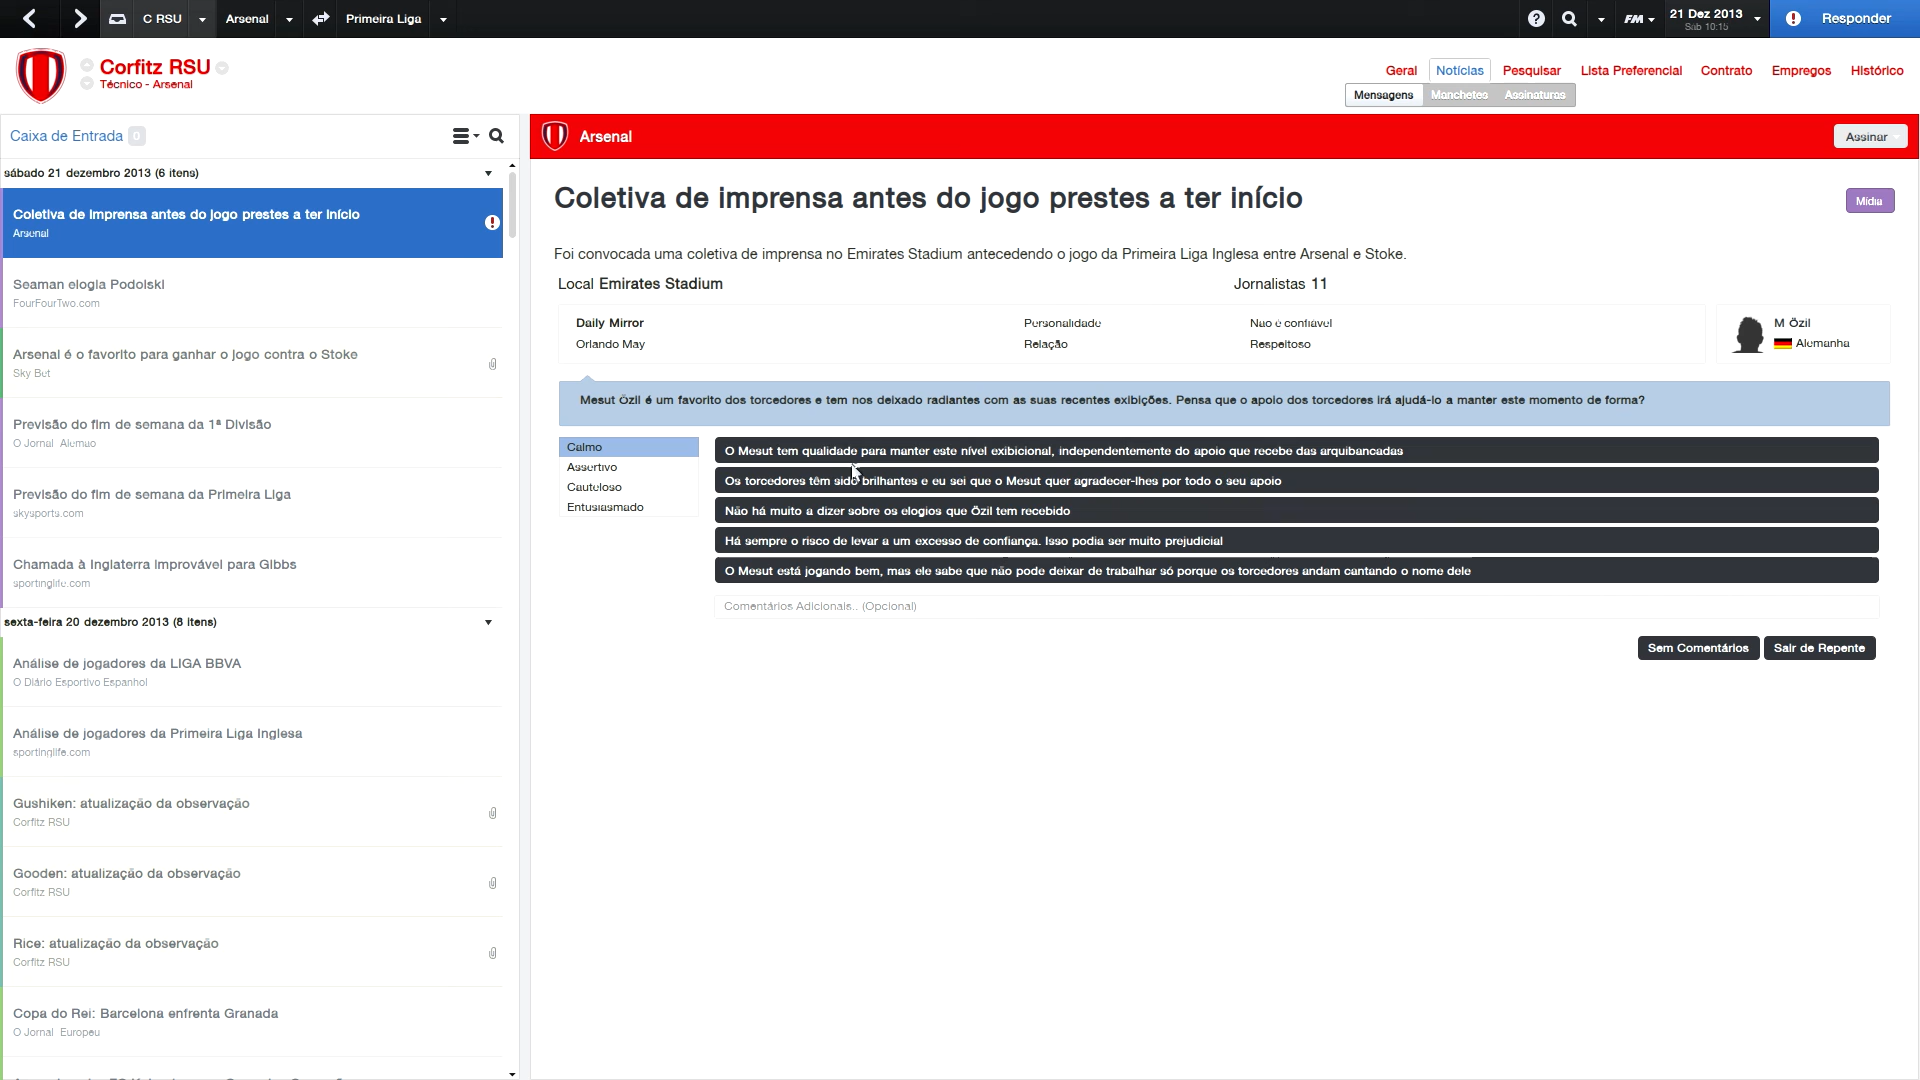 C RSU
Arsenal
Primeira Liga
FM
21 Dez 2013
Sáb 10:15
Responder
Corfitz RSU
Técnico - Arsenal
Geral
Notícias
Pesquisar
Lista Preferencial
Contrato
Empregos
Histórico
Mensagens
Manchetes
Assinaturas
Caixa de Entrada 0
sábado 21 dezembro 2013 (6 itens)
Coletiva de imprensa antes do jogo prestes a ter início
Arsenal
Seaman elogia Podolski
FourFourTwo.com
Arsenal é o favorito para ganhar o jogo contra o Stoke
Sky Bet
Previsão do fim de semana da 1ª Divisão
O Jornal Alemão
Previsão do fim de semana da Primeira Liga
skysports.com
Chamada à Inglaterra improvável para Gibbs
sportinglife.com
sexta-feira 20 dezembro 2013 (8 itens)
Análise de jogadores da LIGA BBVA
O Diário Esportivo Espanhol
Análise de jogadores da Primeira Liga Inglesa
sportinglife.com
Gushiken: atualização da observação
Corfitz RSU
Gooden: atualização da observação
Corfitz RSU
Rice: atualização da observação
Corfitz RSU
Copa do Rei: Barcelona enfrenta Granada
O Jornal Europeu
Arsenal
Assinar
Coletiva de imprensa antes do jogo prestes a ter início
Mídia
Foi convocada uma coletiva de imprensa no Emirates Stadium antecedendo o jogo da Primeira Liga Inglesa entre Arsenal e Stoke.
Local Emirates Stadium
Jornalistas 11
Daily Mirror
Orlando May
Personalidade
Não é confiável
Relação
Respeitoso
M Özil
Alemanha
Mesut Özil é um favorito dos torcedores e tem nos deixado radiantes com as suas recentes exibições. Pensa que o apoio dos torcedores irá ajudá-lo a manter este momento de forma?
Calmo
Assertivo
Cauteloso
Entusiasmado
O Mesut tem qualidade para manter este nível exibicional, independentemente do apoio que recebe das arquibancadas
Os torcedores têm sido brilhantes e eu sei que o Mesut quer agradecer-lhes por todo o seu apoio
Não há muito a dizer sobre os elogios que Özil tem recebido
Há sempre o risco de levar a um excesso de confiança. Isso podia ser muito prejudicial
O Mesut está jogando bem, mas ele sabe que não pode deixar de trabalhar só porque os torcedores andam cantando o nome dele
Comentários Adicionais.. (Opcional)
Sem Comentários
Sair de Repente